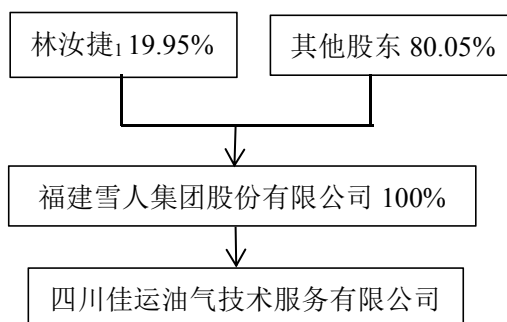 林汝捷₁ 19.95%
其他股东 80.05%
福建雪人集团股份有限公司 100%
四川佳运油气技术服务有限公司